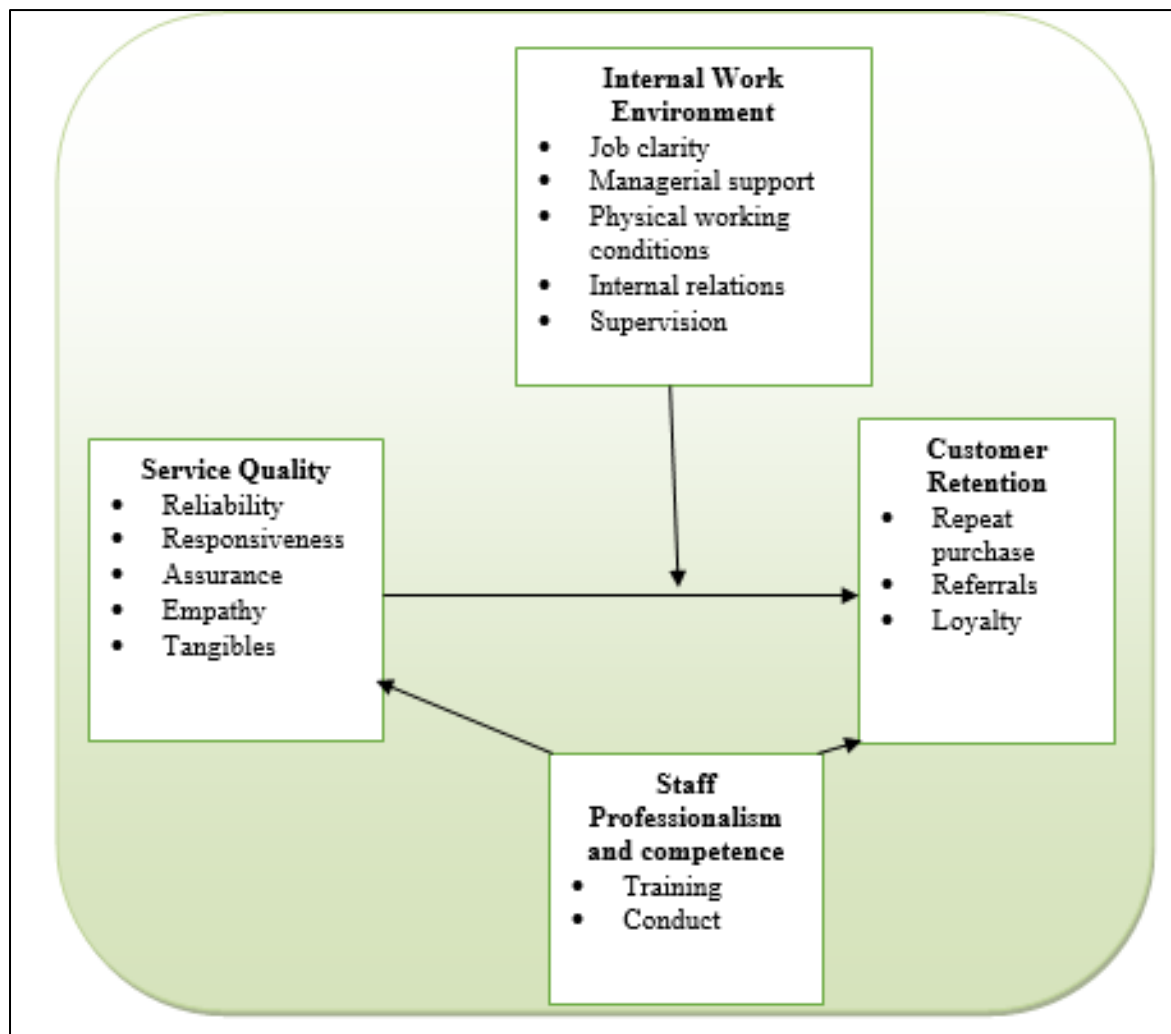 Internal Work
Environment
• Job clarity
• Managerial support
• Physical working
conditions
• Internal relations
• Supervision
Service Quality
• Reliability
• Responsiveness
• Assurance
• Empathy
• Tangibles
Customer
Retention
• Repeat
purchase
• Referrals
• Loyalty
Staff
Professionalism
and competence
• Training
• Conduct